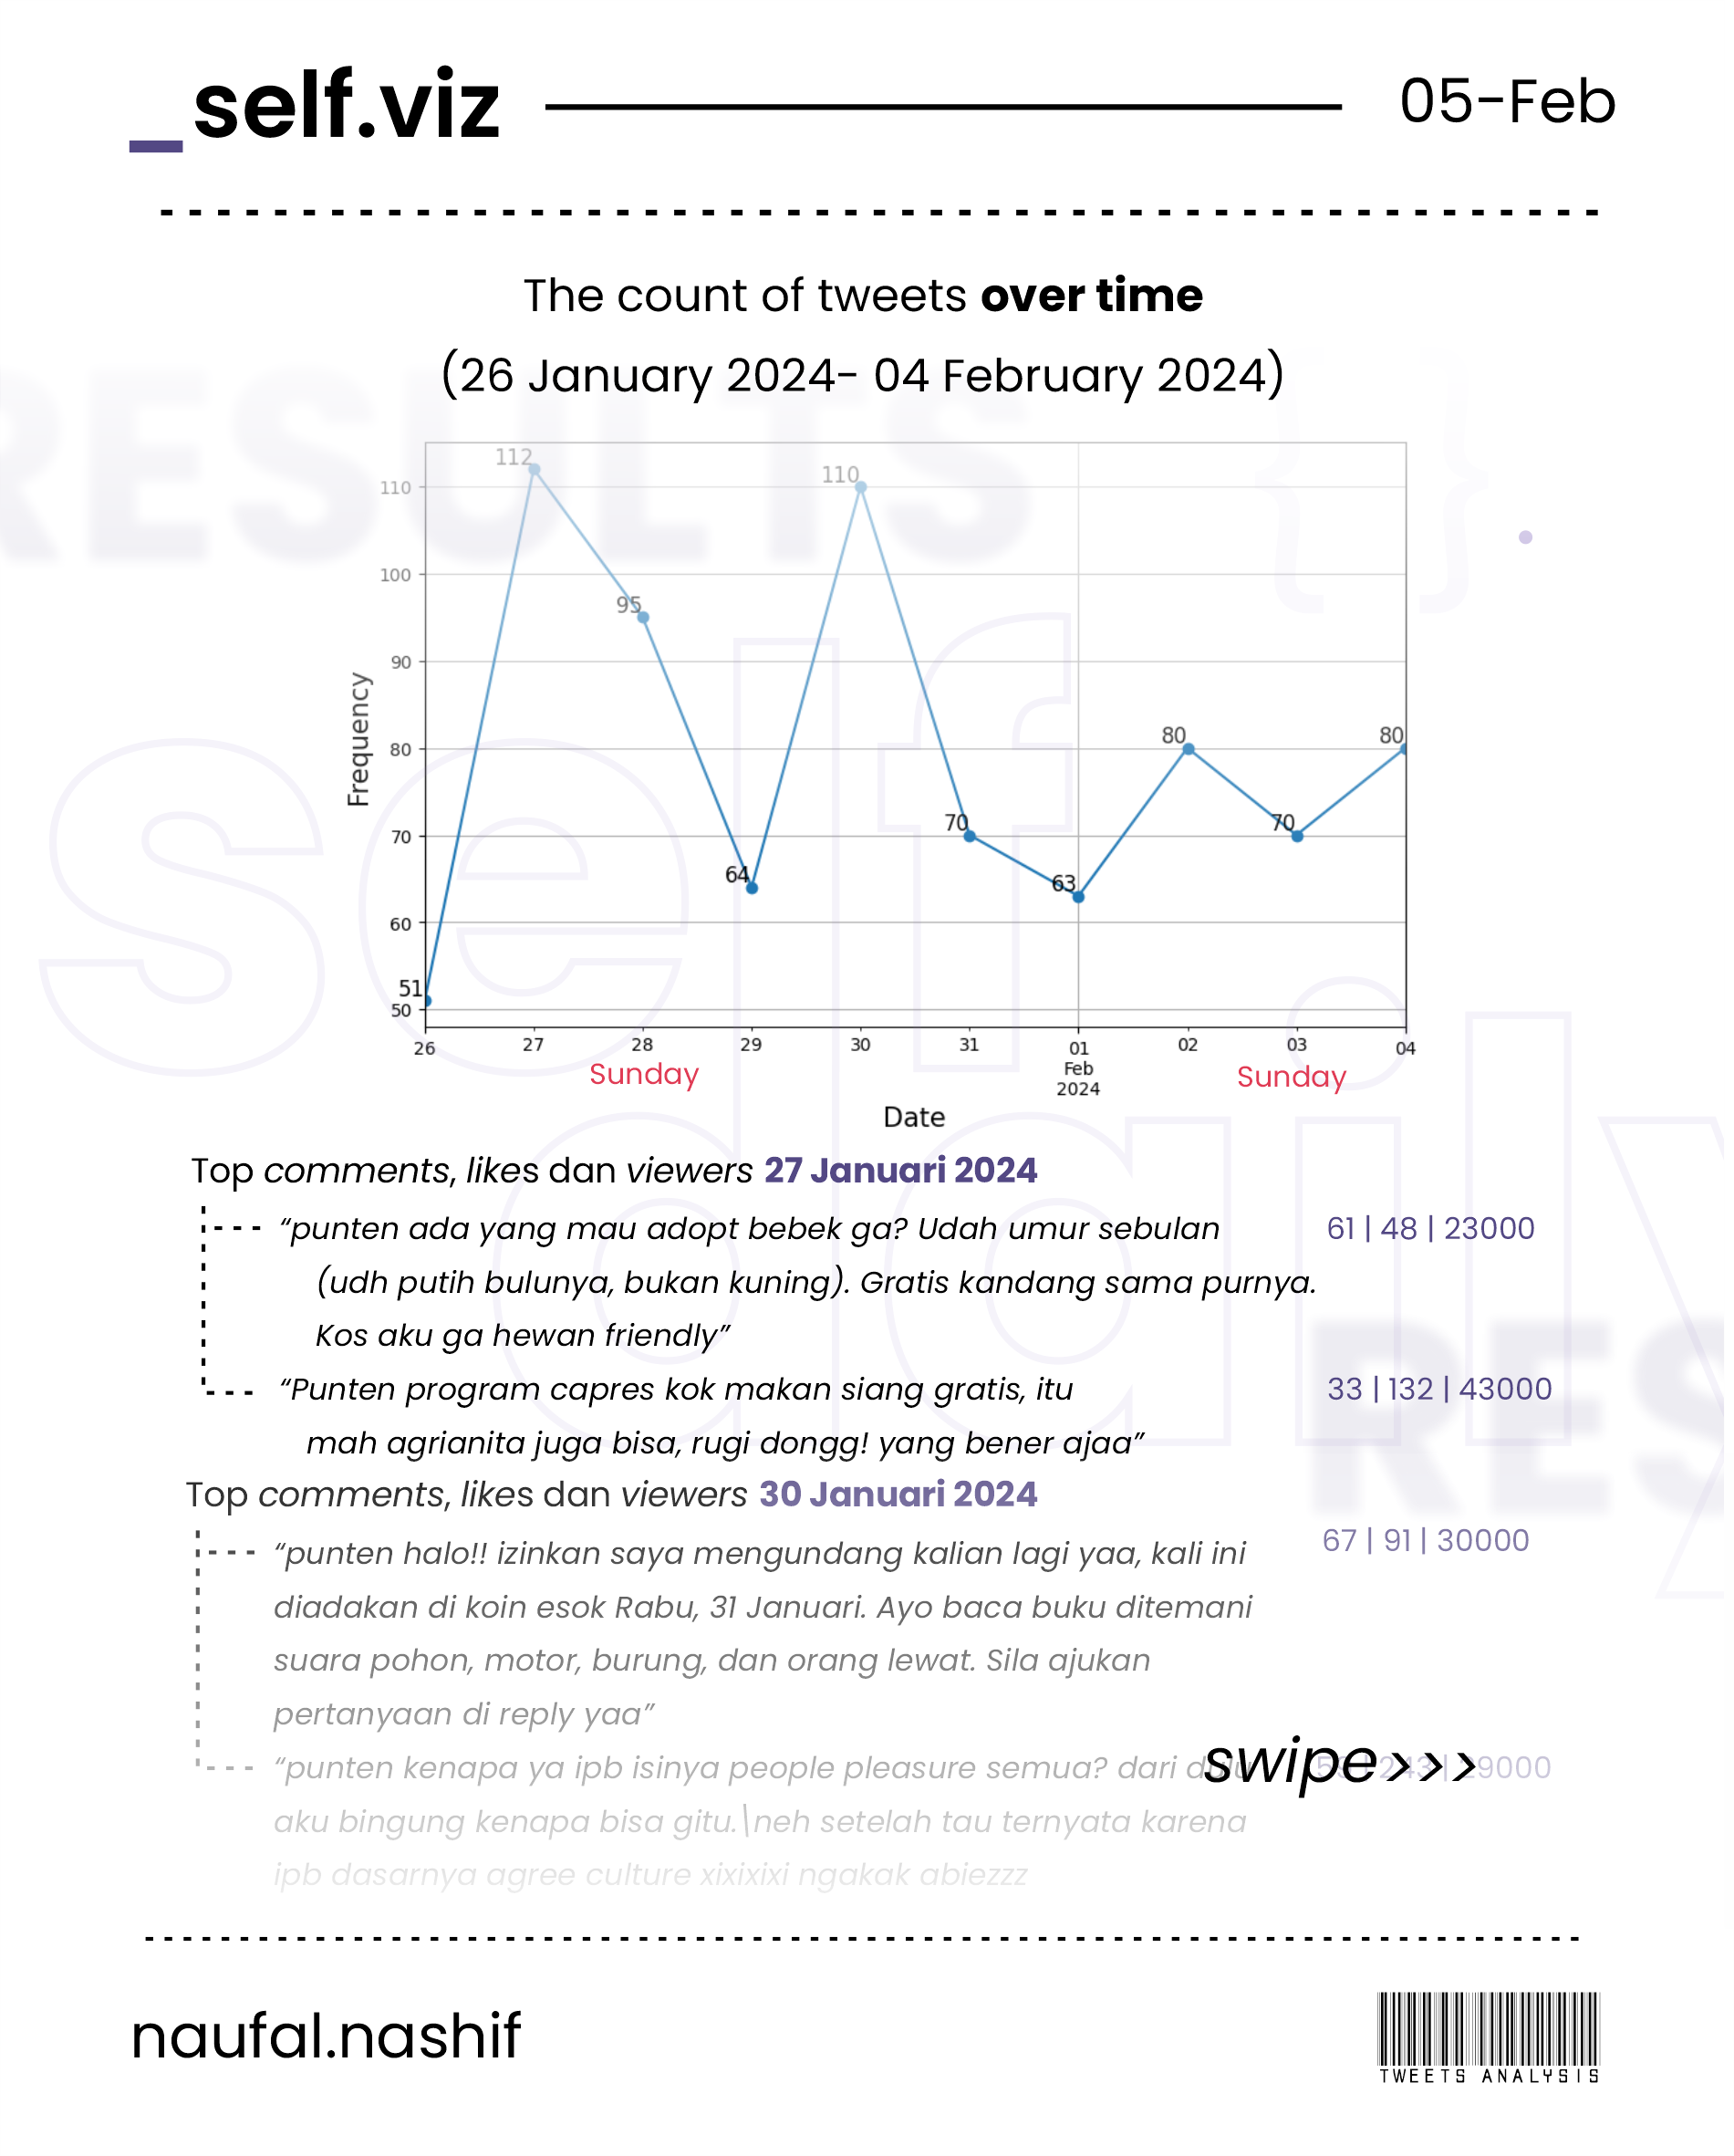 _self.viz
05-Feb
The count of tweets over time
(26 January 2024- 04 February 2024)
RESULTS { }.
self.
daily
RES
Frequency
110
100
90
80
70
60
50
112
95
64
110
70
63
80
70
80
51
26 27 28 29 30 31 01 02 03 04
Feb
2024
Sunday Sunday
Date
Top comments, likes dan viewers 27 Januari 2024
“punten ada yang mau adopt bebek ga? Udah umur sebulan 61 | 48 | 23000
(udh putih bulunya, bukan kuning). Gratis kandang sama purnya.
Kos aku ga hewan friendly”
“Punten program capres kok makan siang gratis, itu 33 | 132 | 43000
mah agrianita juga bisa, rugi dongg! yang bener ajaa”
Top comments, likes dan viewers 30 Januari 2024
“punten halo!! izinkan saya mengundang kalian lagi yaa, kali ini 67 | 91 | 30000
diadakan di koin esok Rabu, 31 Januari. Ayo baca buku ditemani
suara pohon, motor, burung, dan orang lewat. Sila ajukan
pertanyaan di reply yaa”
“punten kenapa ya ipb isinya people pleasure semua? dari dulu
swipe>>>
aku bingung kenapa bisa gitu.\neh setelah tau ternyata karena
ipb dasarnya agree culture xixixixi ngakak abiezzz
naufal.nashif
TWEETS ANALYSIS